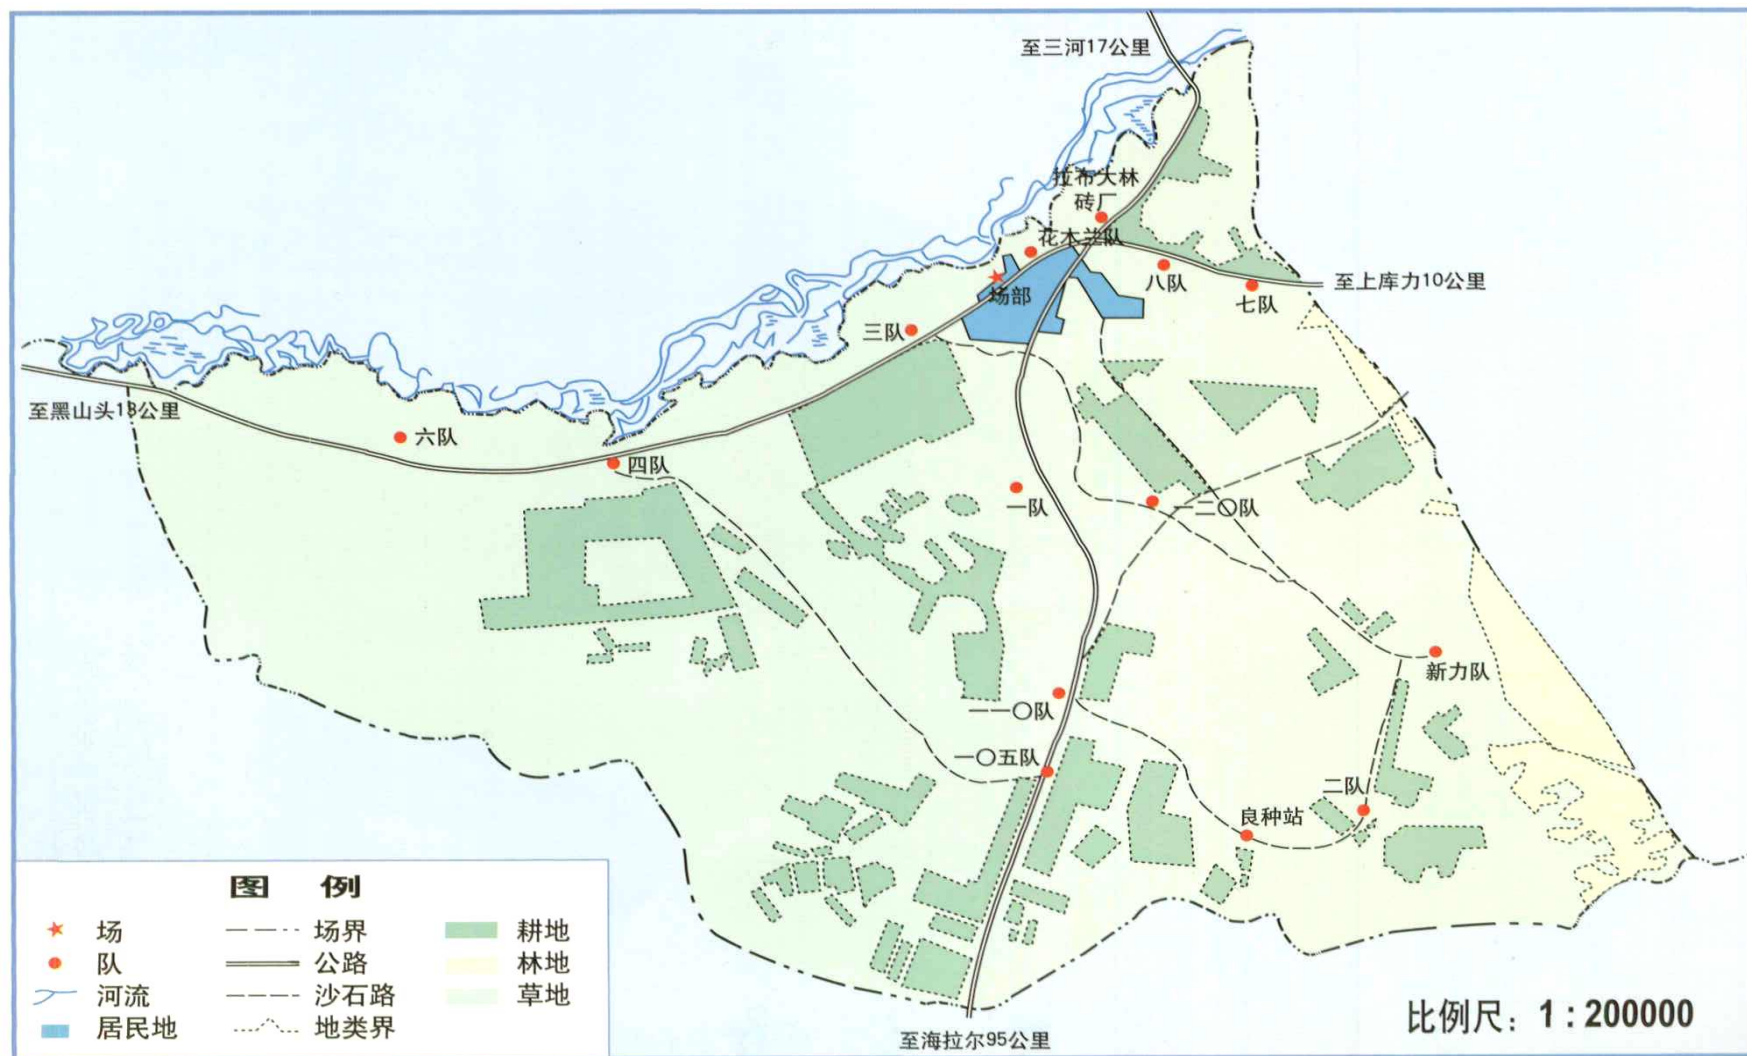 至三河17公里
拉布大林
砖厂
花木兰队
场部
八队
七队
至上库力10公里
三队
至黑山头18公里
六队
四队
一队
一二〇队
新力队
一一〇队
一〇五队
二队
良种站
图 例
场
场界
耕地
队
公路
林地
河流
沙石路
草地
居民地
地类界
比例尺：1：200000
至海拉尔95公里